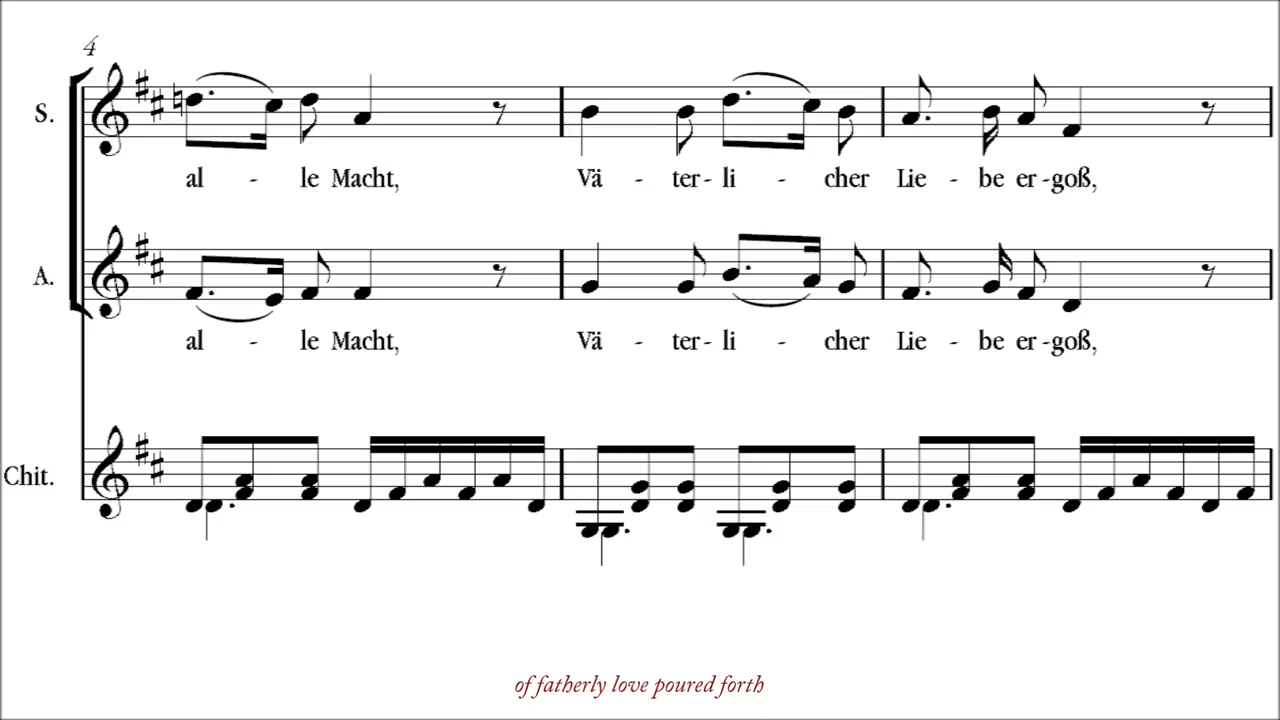 4
S.
al - le Macht, Vä - ter - li - cher Lie - be er - goß,
A.
al - le Macht, Vä - ter - li - cher Lie - be er - goß,
Chit.
of fatherly love poured forth